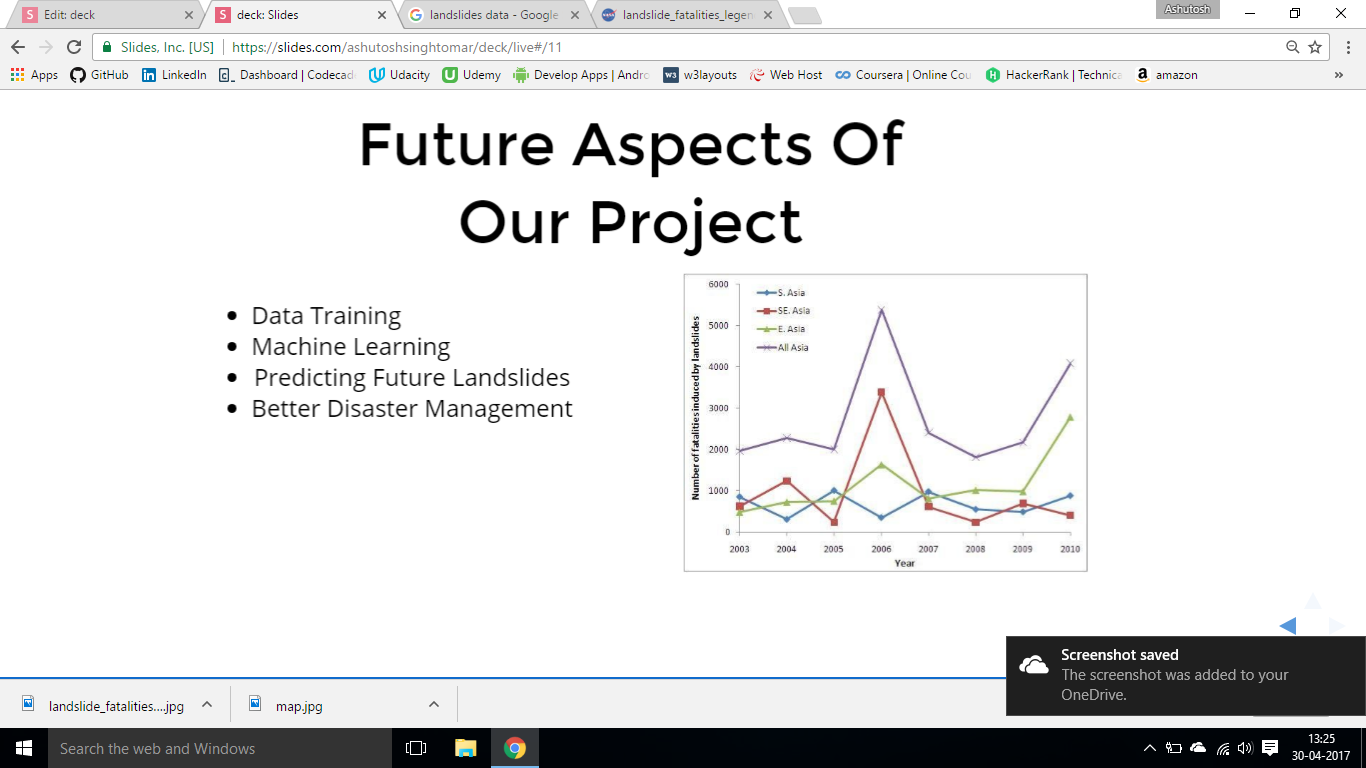 Edit: deck
deck: Slides
landslides data - Google
landslide_fatalities_legen
Ashutosh
Slides, Inc. [US]
https://slides.com/ashutoshsinghtomar/deck/live#/11
Apps
GitHub
LinkedIn
Dashboard | Codecad
Udacity
Udemy
Develop Apps | Andro
w3layouts
Web Host
Coursera | Online Cou
HackerRank | Technica
amazon
Future Aspects Of
Our Project
Data Training
Machine Learning
Predicting Future Landslides
Better Disaster Management
Number of fatalities induced by landslides
6000
5000
4000
3000
2000
1000
0
S. Asia
SE. Asia
E. Asia
All Asia
2003 2004 2005 2006 2007 2008 2009 2010
Year
Screenshot saved
The screenshot was added to your
OneDrive.
landslide_fatalities....jpg
map.jpg
Search the web and Windows
13:25
30-04-2017